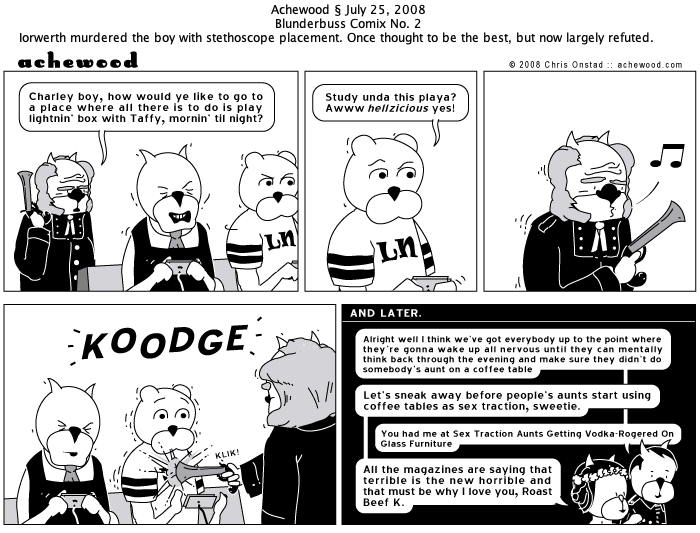 Achewood § July 25, 2008
Blunderbuss Comix No. 2
Iorwerth murdered the boy with stethoscope placement. Once thought to be the best, but now largely refuted.
achewood
© 2008 Chris Onstad :: achewood.com
Charley boy, how would ye like to go to
a place where all there is to do is play
lightnin' box with Taffy, mornin' til night?
LN
Study unda this playa?
Awww hellzicious yes!
LN
KOODGE
KLIK!
AND LATER.
Alright well I think we've got everybody up to the point where
they're gonna wake up all nervous until they can mentally
think back through the evening and make sure they didn't do
somebody's aunt on a coffee table
Let's sneak away before people's aunts start using
coffee tables as sex traction, sweetie.
You had me at Sex Traction Aunts Getting Vodka-Rogered On
Glass Furniture
All the magazines are saying that
terrible is the new horrible and
that must be why I love you, Roast
Beef K.